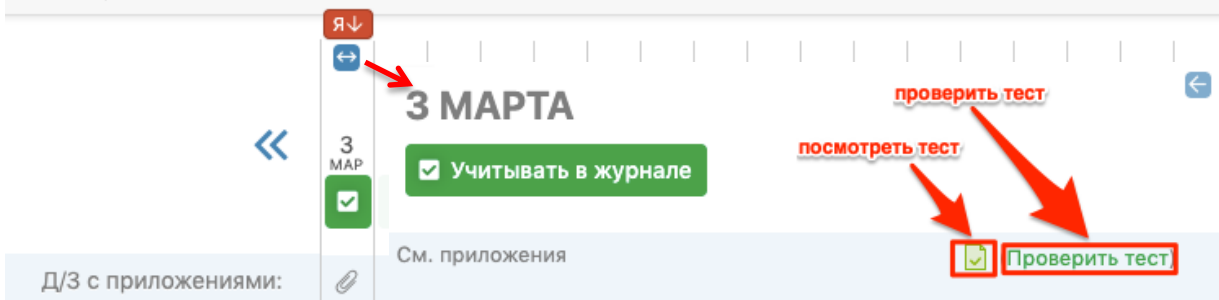 Я↓
3 МАРТА
проверить тест
3
МАР
Учитывать в журнале
посмотреть тест
См. приложения
Проверить тест)
Д/З с приложениями: